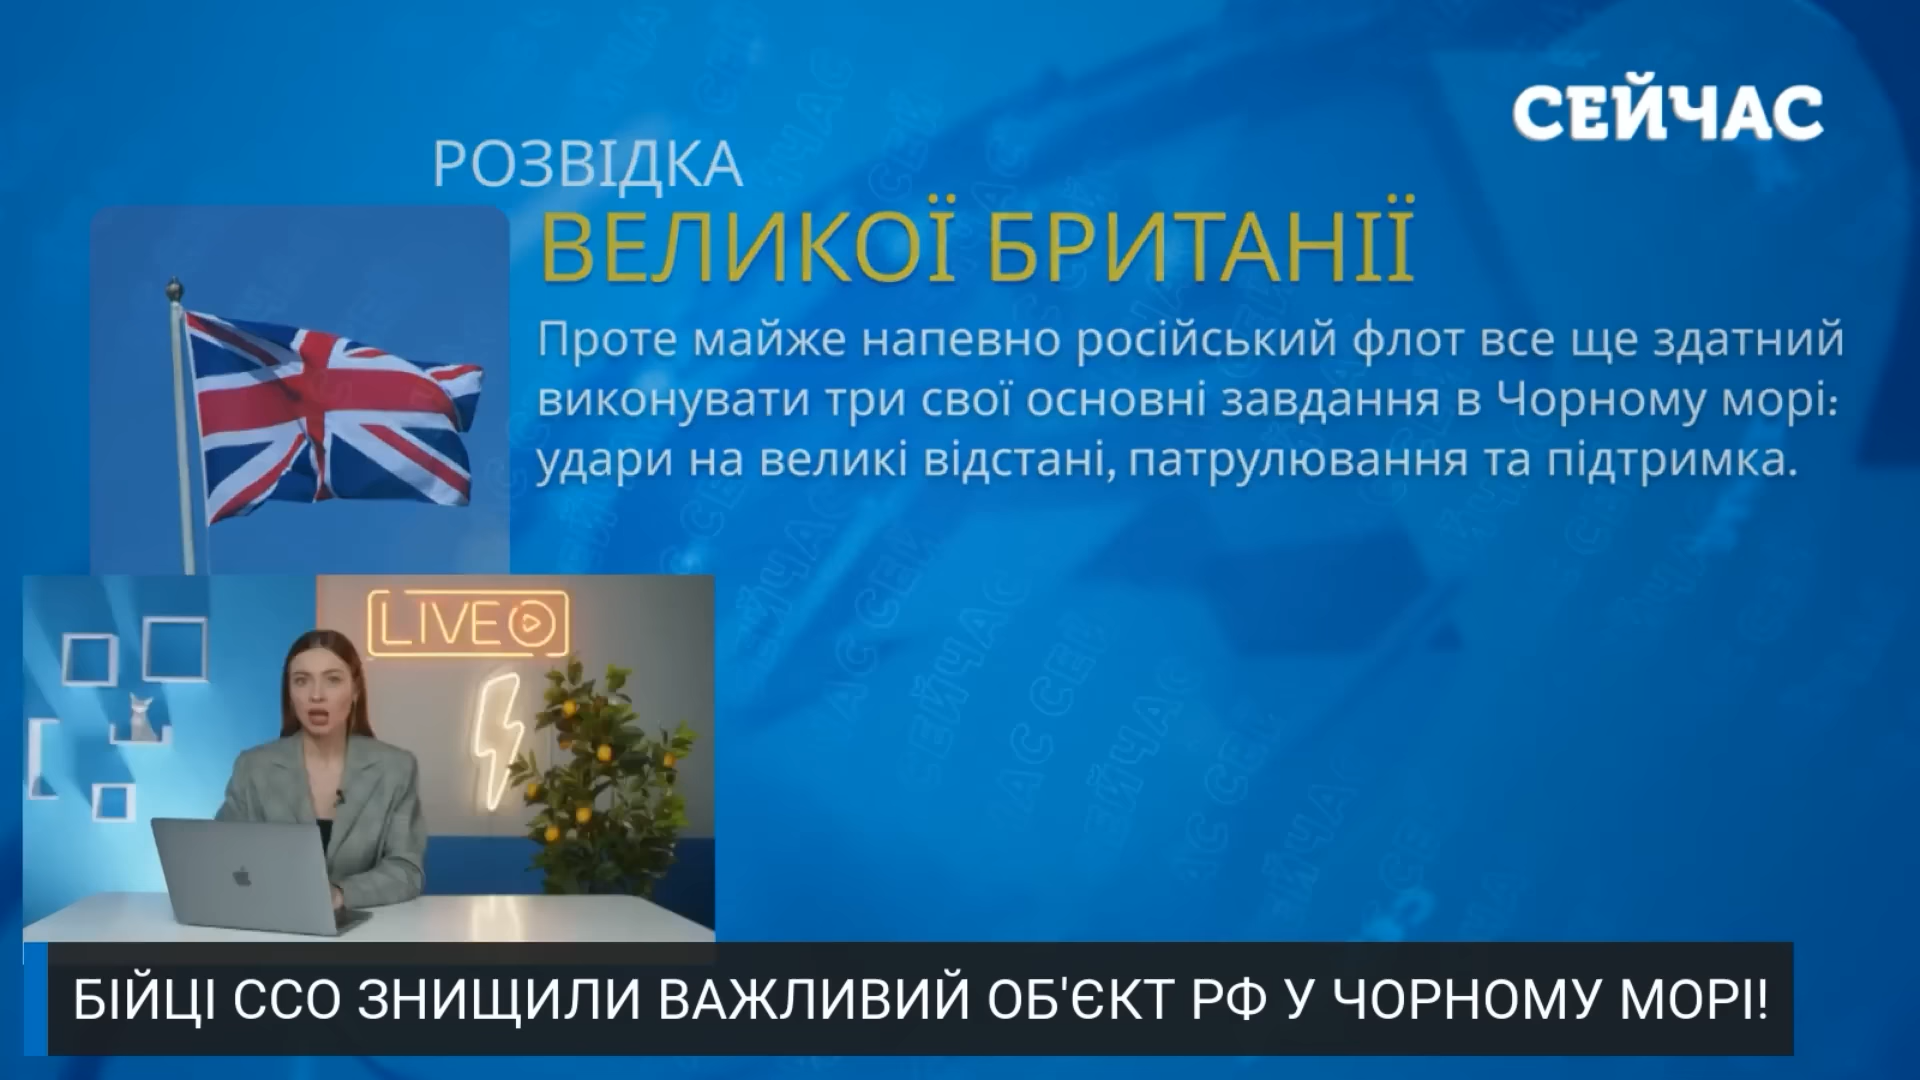 СЕЙЧАС
РОЗВІДКА
ВЕЛИКОЇ БРИТАНІЇ
Проте майже напевно російський флот все ще здатний
виконувати три свої основні завдання в Чорному морі:
удари на великі відстані, патрулювання та підтримка.
LIVE
БІЙЦІ ССО ЗНИЩИЛИ ВАЖЛИВИЙ ОБ'ЄКТ РФ У ЧОРНОМУ МОРІ!